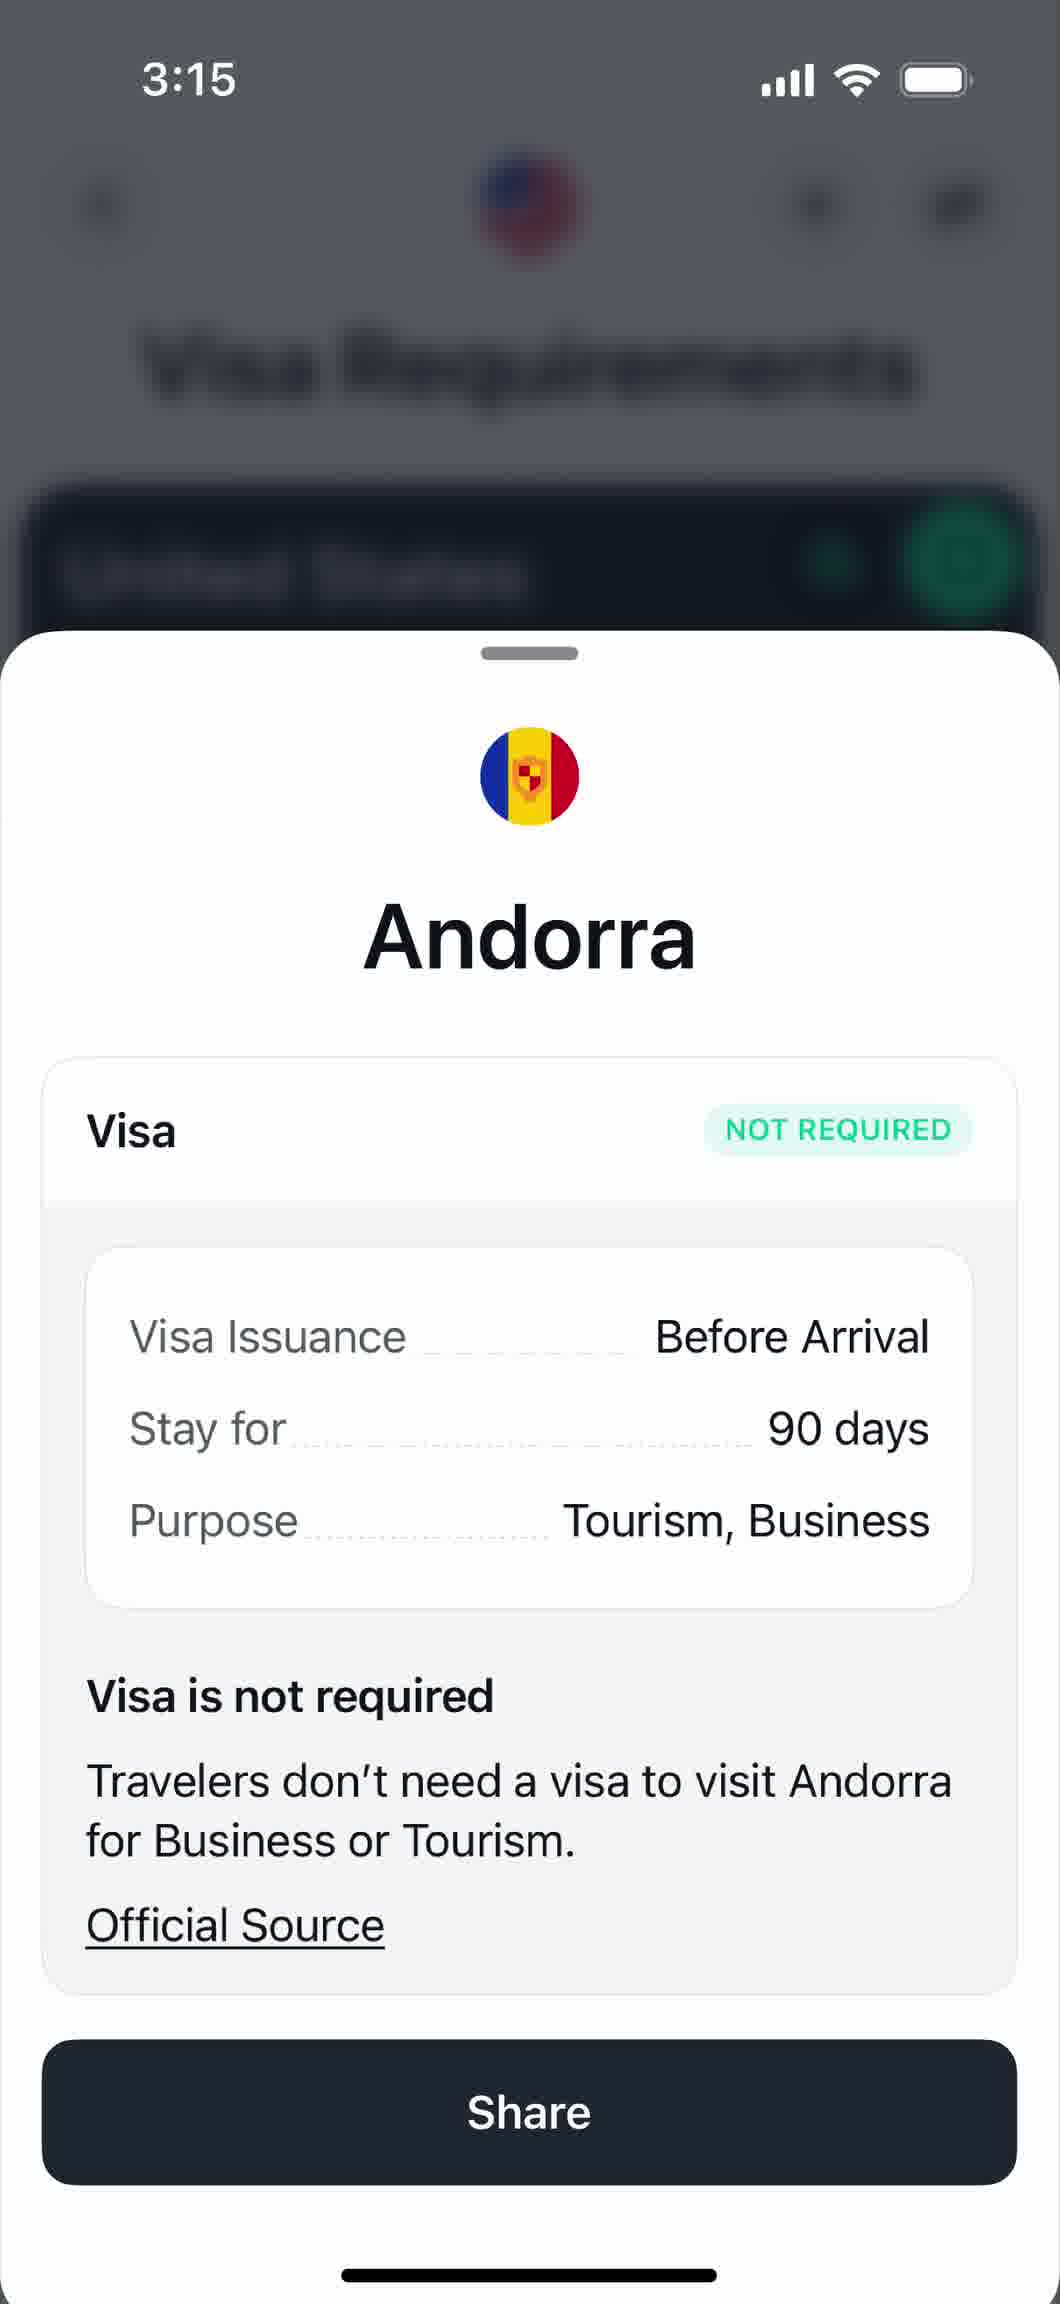 3:15
Visa Requirements
United States
Andorra
Visa
NOT REQUIRED
Visa Issuance Before Arrival
Stay for 90 days
Purpose Tourism, Business
Visa is not required
Travelers don’t need a visa to visit Andorra
for Business or Tourism.
Official Source
Share